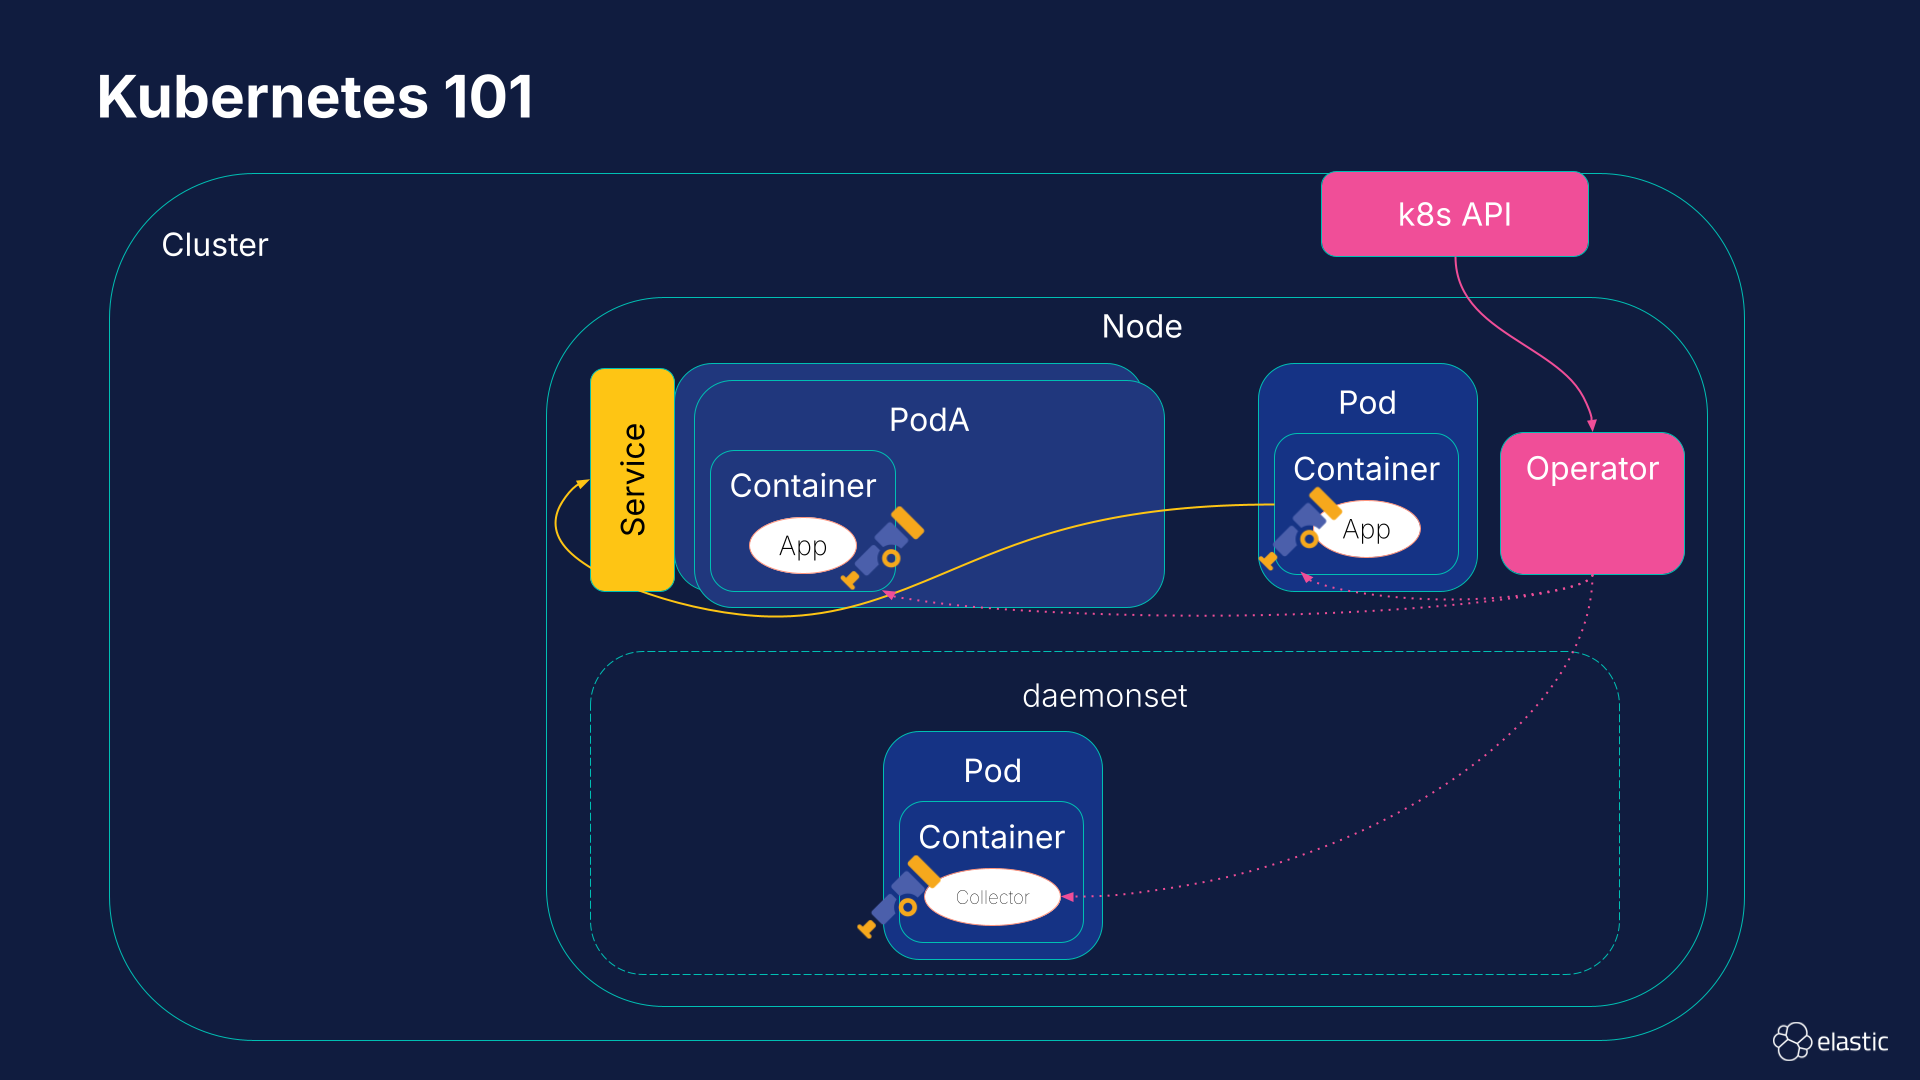 Kubernetes 101
k8s API
Cluster
Node
Service
PodA
Container
App
Pod
Container
App
Operator
daemonset
Pod
Container
Collector
elastic